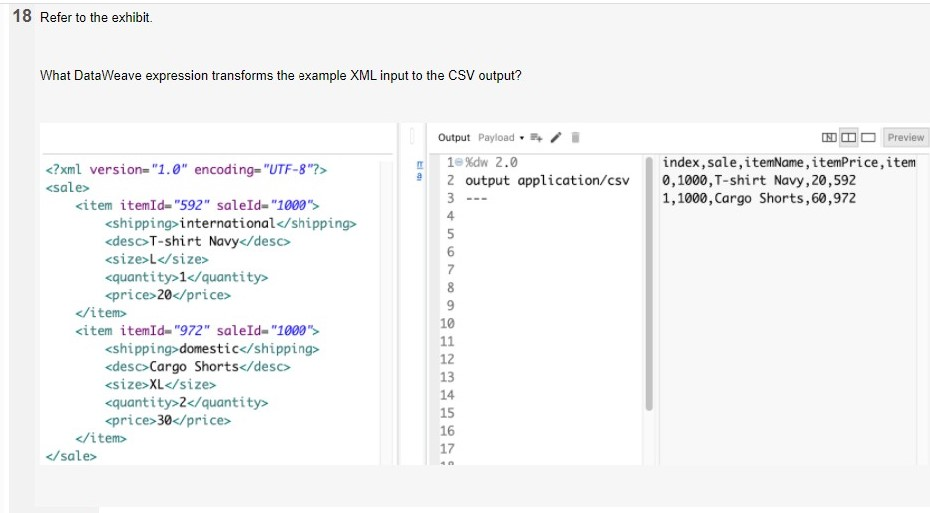 18 Refer to the exhibit.
What DataWeave expression transforms the example XML input to the CSV output?
<?xml version="1.0" encoding="UTF-8"?>
<sale>
<item itemId="592" saleId="1000">
<shipping>international</shipping>
<desc>T-shirt Navy</desc>
<size>L</size>
<quantity>1</quantity>
<price>20</price>
</item>
<item itemId="972" saleId="1000">
<shipping>domestic</shipping>
<desc>Cargo Shorts</desc>
<size>XL</size>
<quantity>2</quantity>
<price>30</price>
</item>
</sale>
Output Payload
Preview
1 %dw 2.0
2 output application/csv
3 ---
4
5
6
7
8
9
10
11
12
13
14
15
16
17
index,sale,itemName,itemPrice,item
0,1000,T-shirt Navy,20,592
1,1000,Cargo Shorts,60,972